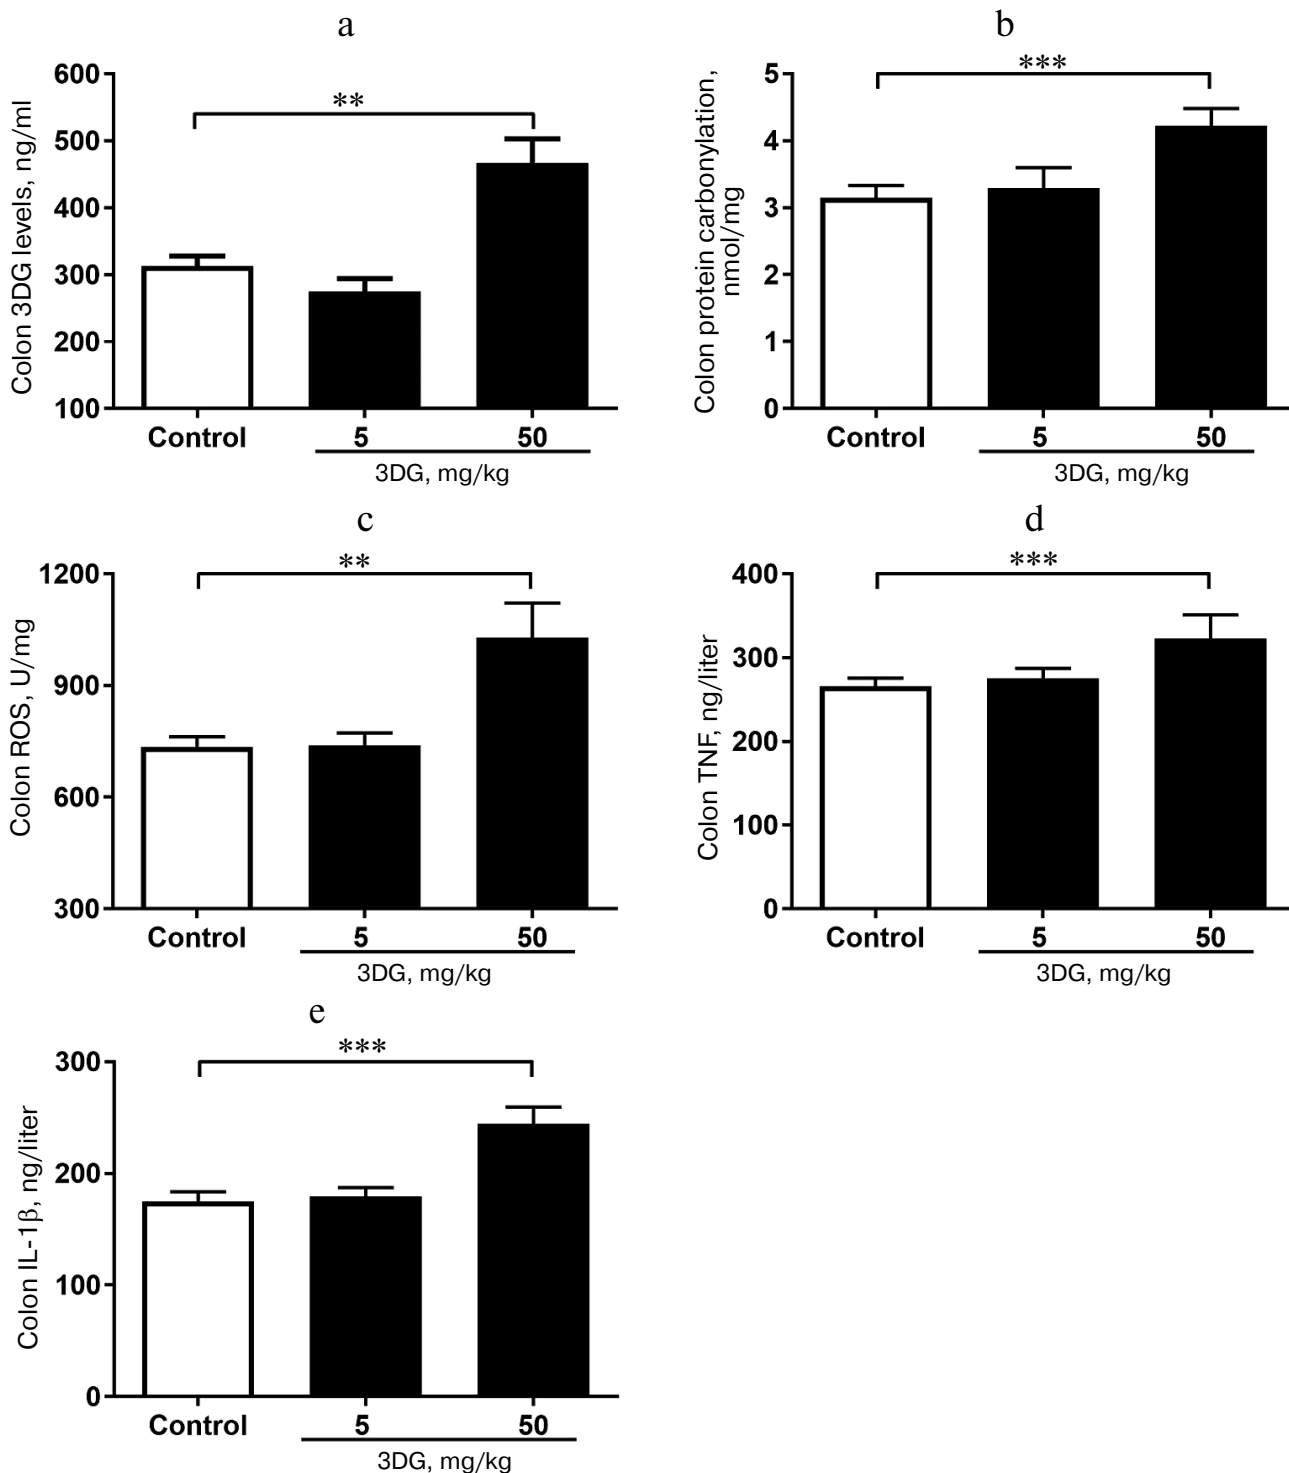 a
**
Colon 3DG levels, ng/ml
600
500
400
300
200
100
Control
5
50
3DG, mg/kg
b
***
Colon protein carbonylation,
nmol/mg
5
4
3
2
1
0
Control
5
50
3DG, mg/kg
c
**
Colon ROS, U/mg
1200
900
600
300
Control
5
50
3DG, mg/kg
d
***
Colon TNF, ng/liter
400
300
200
100
0
Control
5
50
3DG, mg/kg
e
***
Colon IL-1β, ng/liter
300
200
100
0
Control
5
50
3DG, mg/kg